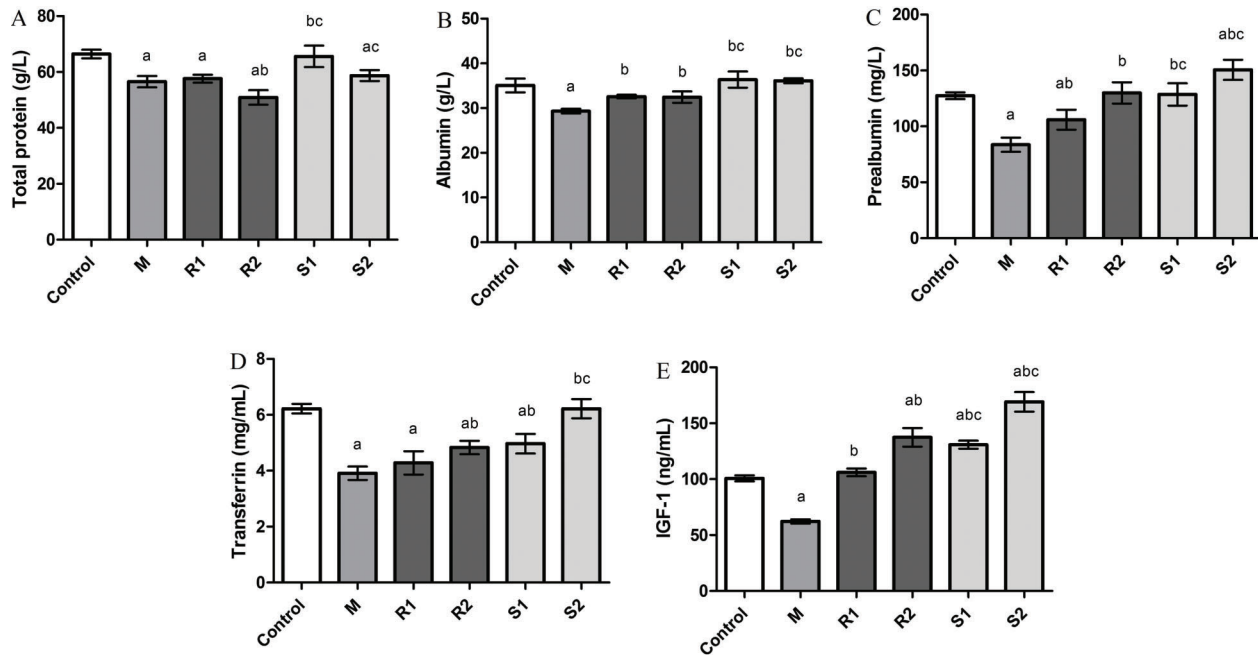 A
Total protein (g/L)
80
60
40
20
0
a
a
ab
bc
ac
Control
M
R1
R2
S1
S2
B
Albumin (g/L)
50
40
30
20
10
0
a
b
b
bc
bc
Control
M
R1
R2
S1
S2
C
Prealbumin (mg/L)
150
100
50
0
a
ab
b
bc
abc
Control
M
R1
R2
S1
S2
D
Transferrin (mg/mL)
8
6
4
2
0
a
a
ab
ab
bc
Control
M
R1
R2
S1
S2
E
IGF-1 (ng/mL)
200
150
100
50
0
a
b
ab
abc
abc
Control
M
R1
R2
S1
S2